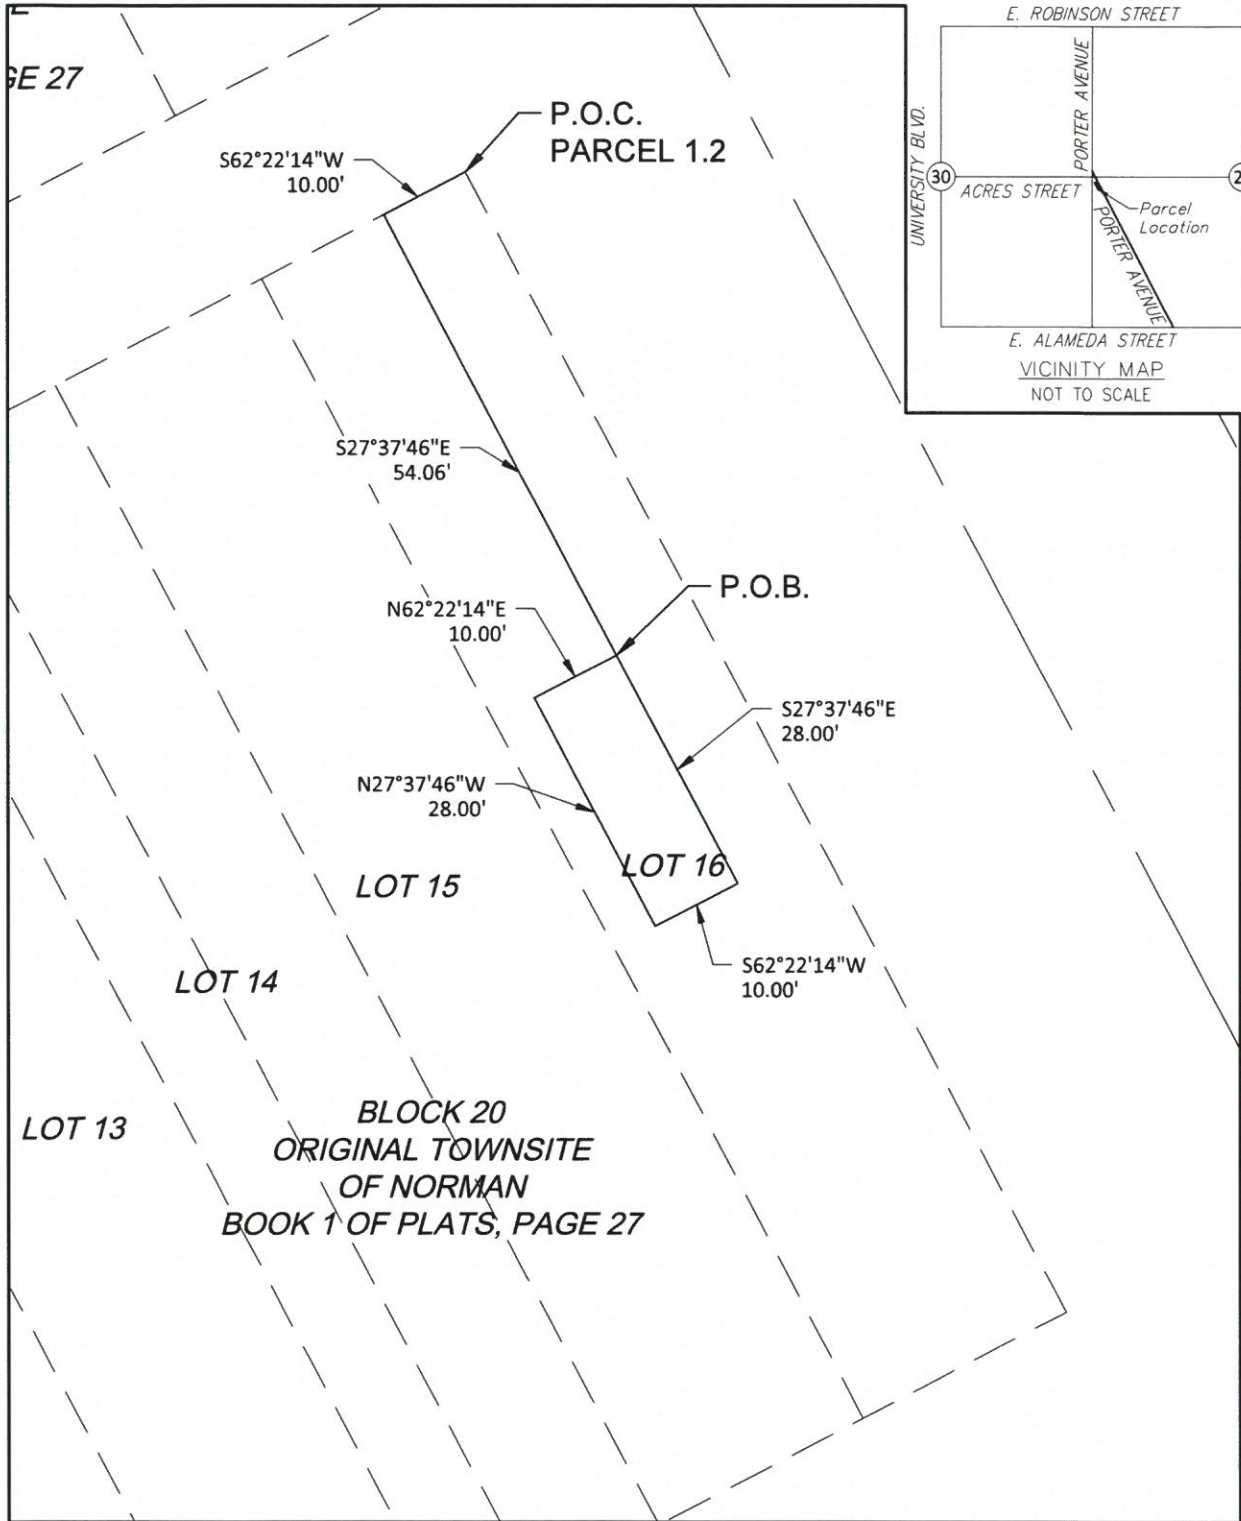 GE 27
P.O.C.
PARCEL 1.2
S62°22'14"W
10.00'
S27°37'46"E
54.06'
P.O.B.
N62°22'14"E
10.00'
S27°37'46"E
28.00'
N27°37'46"W
28.00'
LOT 16
LOT 15
S62°22'14"W
10.00'
LOT 14
LOT 13
BLOCK 20
ORIGINAL TOWNSITE
OF NORMAN
BOOK 1 OF PLATS, PAGE 27
E. ROBINSON STREET
UNIVERSITY BLVD.
PORTER AVENUE
30
ACRES STREET
Parcel
Location
PORTER AVENUE
E. ALAMEDA STREET
VICINITY MAP
NOT TO SCALE